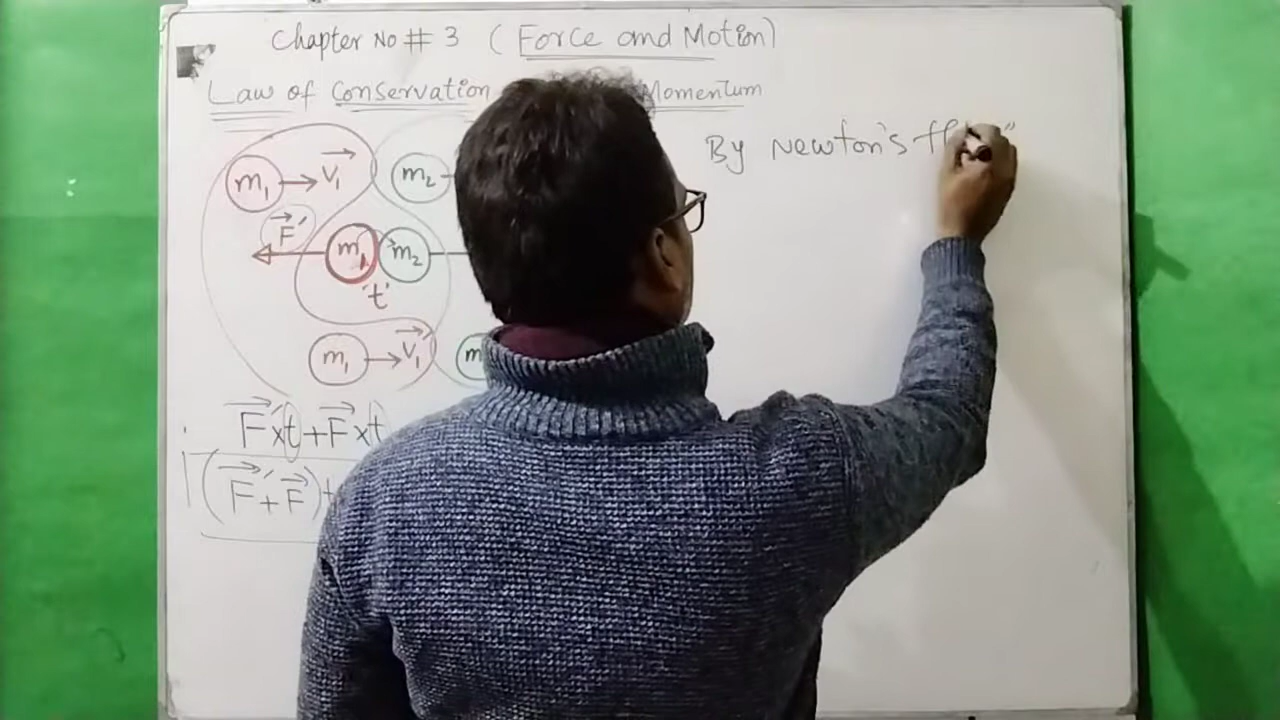 Chapter No # 3 (Force and Motion)
Law of Conservation Momentum
By Newton's
m₁ → V₁
m₂
F′
m₁ m₂
't'
m₁ → V₁
F′×t + F×t
(F′+F)